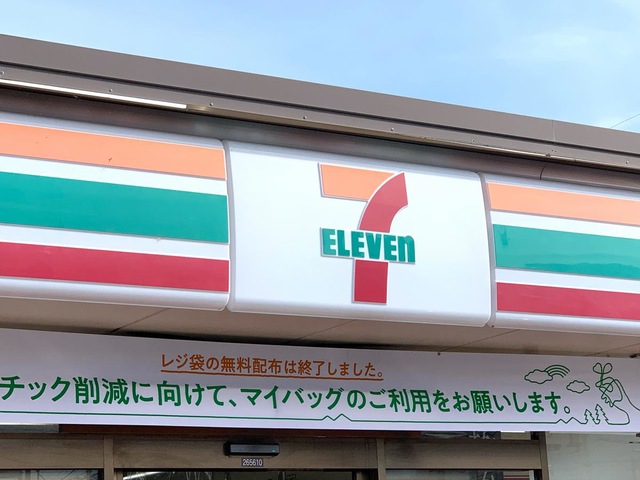 7
ELEVEn
レジ袋の無料配布は終了しました。
チック削減に向けて、マイバッグのご利用をお願いします。
265610